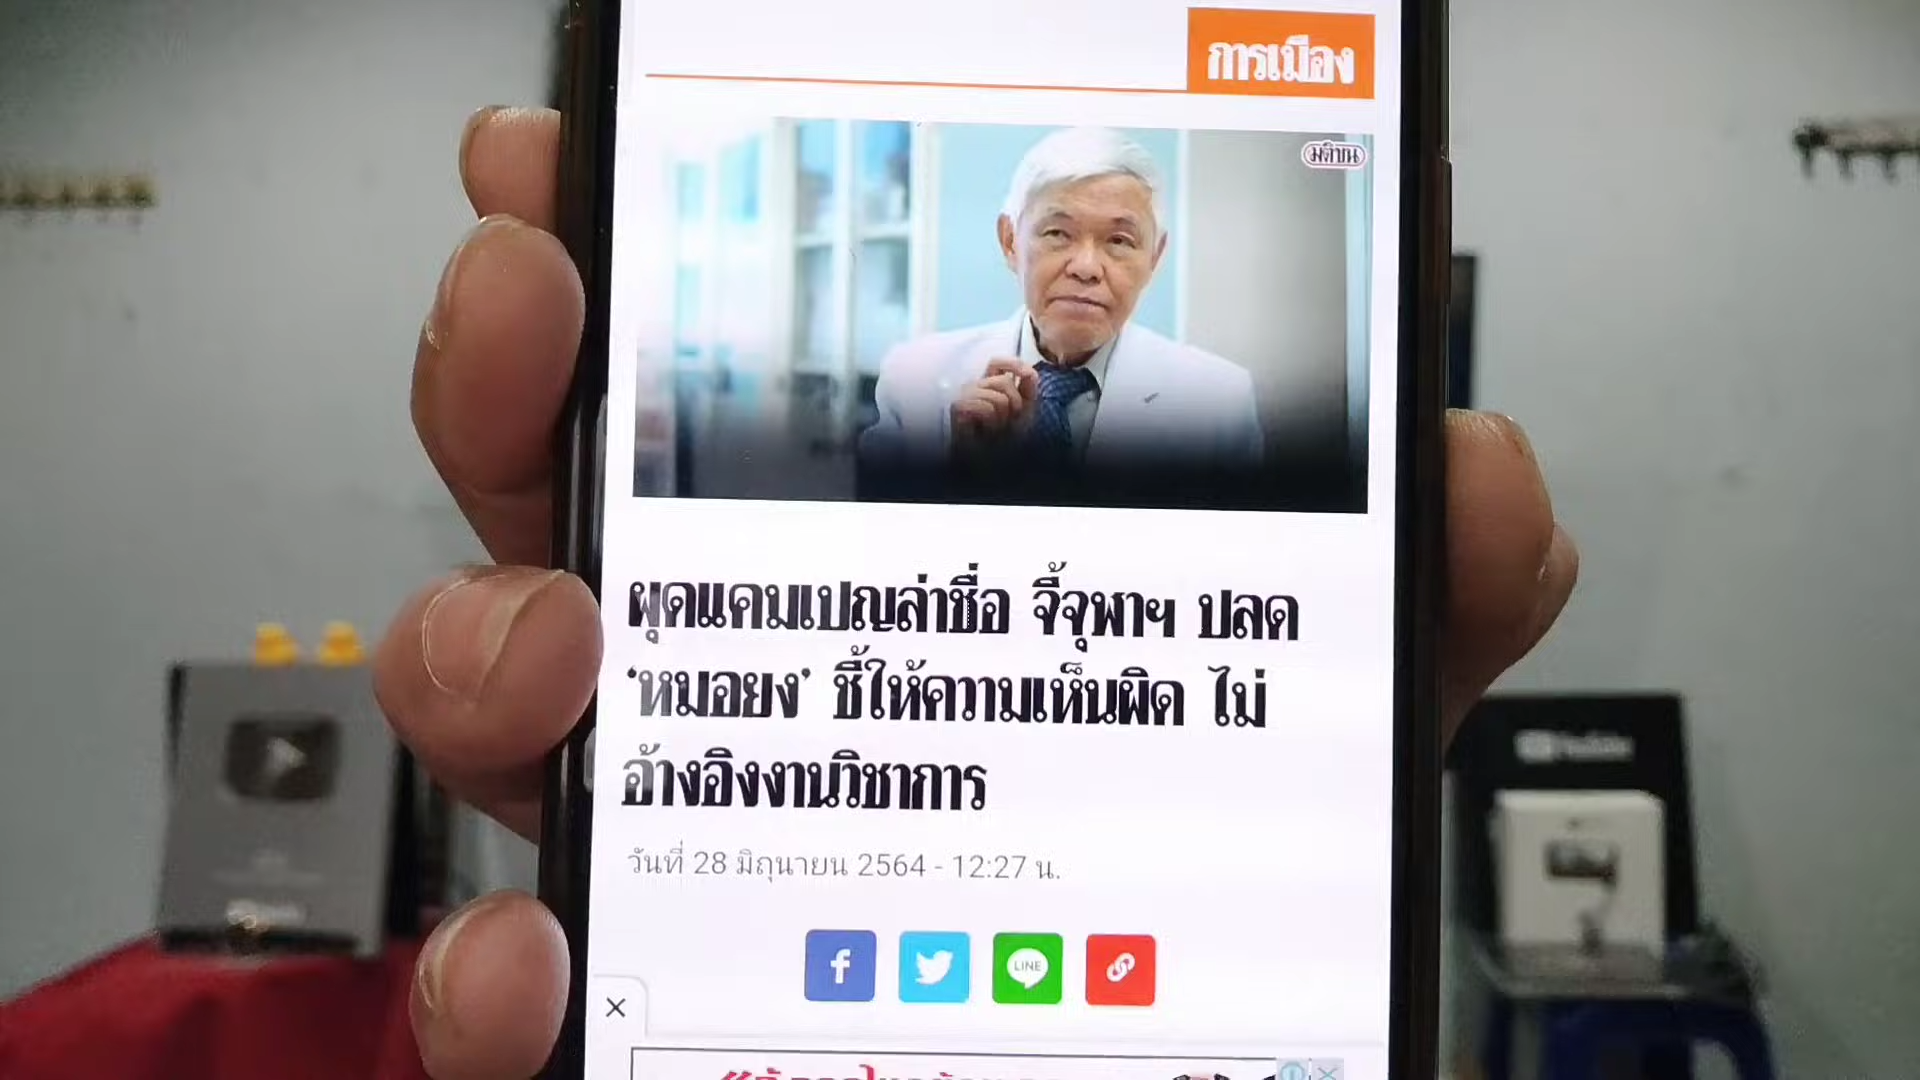 การเมือง
มติชน
ผุดแคมเปญล่าชื่อ จี้จุฬาฯ ปลด
‘หมอยง’ ชี้ให้ความเห็นผิด ไม่
อ้างอิงงานวิชาการ
วันที่ 28 มิถุนายน 2564 - 12:27 น.
LINE